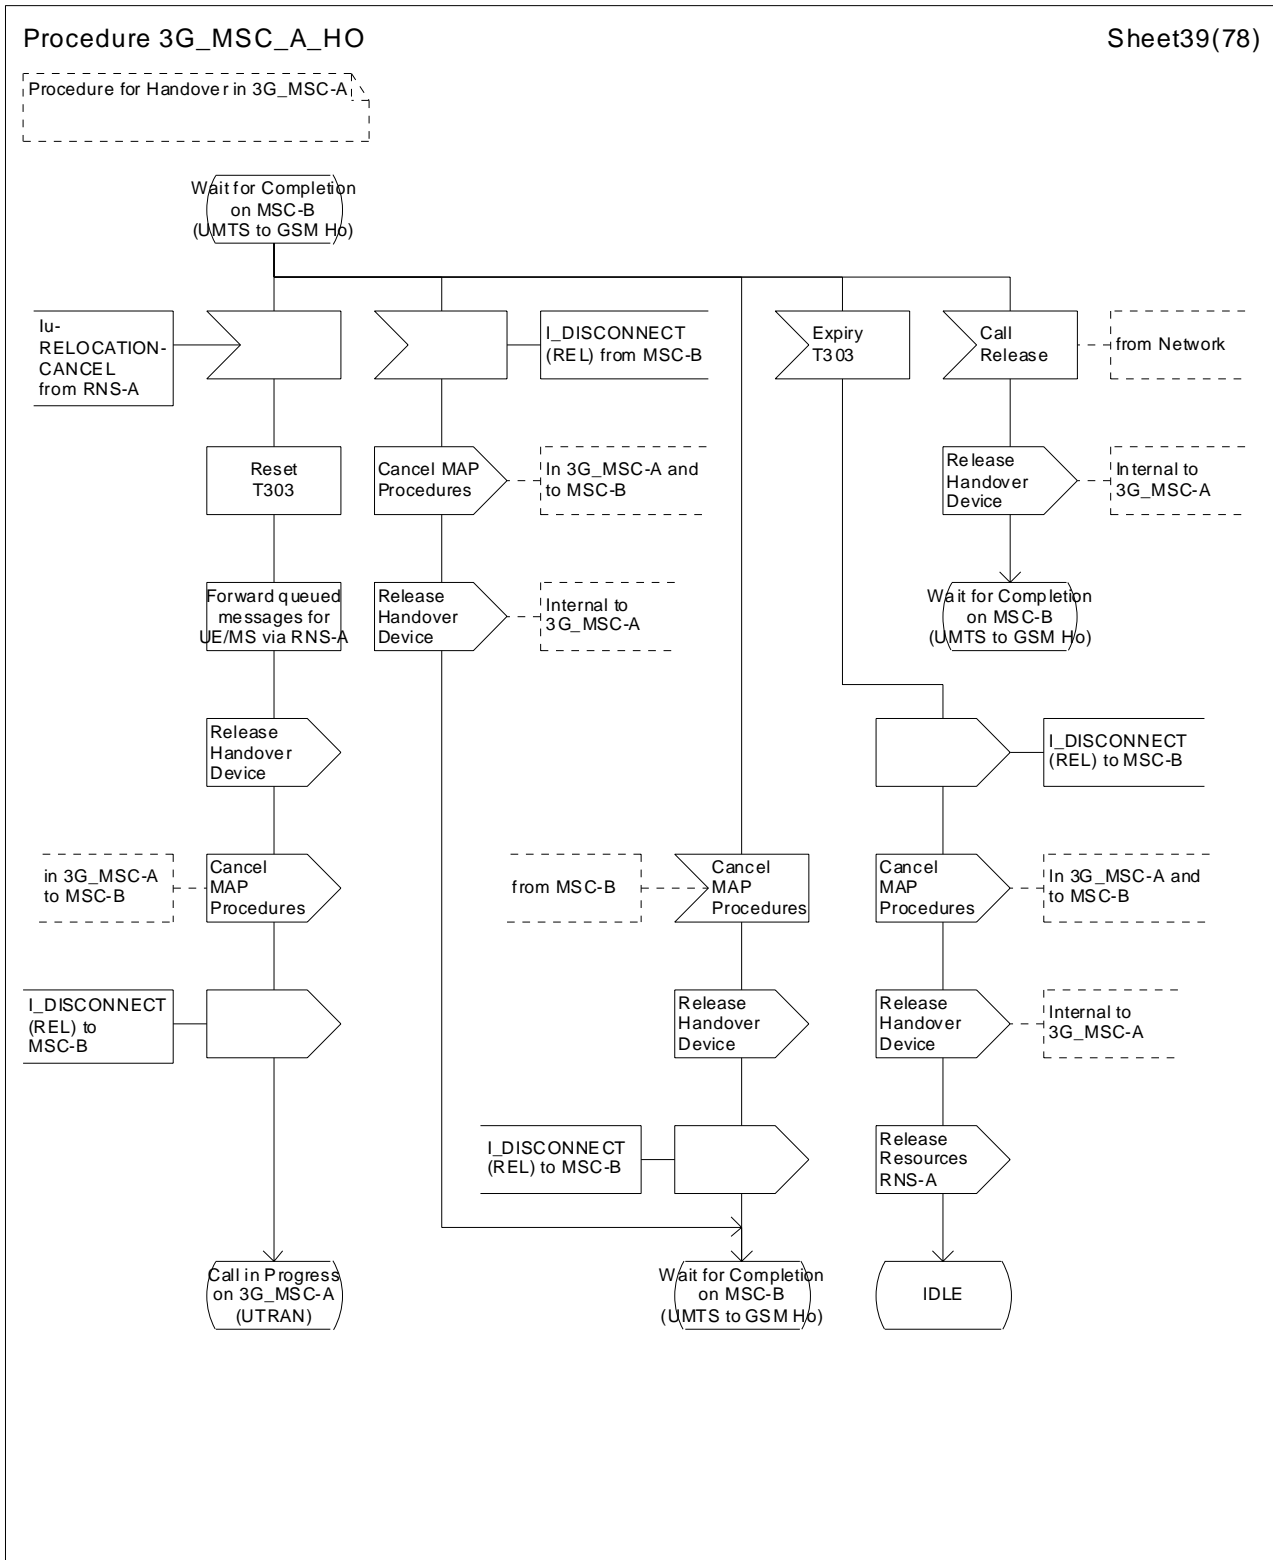 Procedure 3G_MSC_A_HO
Sheet39(78)
Procedure for Handover in 3G_MSC-A
Wait for Completion
on MSC-B
(UMTS to GSM Ho)
Iu-
RELOCATION-
CANCEL
from RNS-A
I_DISCONNECT
(REL) from MSC-B
Expiry
T303
Call
Release
from Network
Reset
T303
Cancel MAP
Procedures
In 3G_MSC-A and
to MSC-B
Release
Handover
Device
Internal to
3G_MSC-A
Forward queued
messages for
UE/MS via RNS-A
Release
Handover
Device
Internal to
3G_MSC-A
Wait for Completion
on MSC-B
(UMTS to GSM Ho)
Release
Handover
Device
I_DISCONNECT
(REL) to MSC-B
in 3G_MSC-A
to MSC-B
Cancel
MAP
Procedures
from MSC-B
Cancel
MAP
Procedures
Cancel
MAP
Procedures
In 3G_MSC-A and
to MSC-B
I_DISCONNECT
(REL) to
MSC-B
Release
Handover
Device
Release
Handover
Device
Internal to
3G_MSC-A
I_DISCONNECT
(REL) to MSC-B
Release
Resources
RNS-A
Call in Progress
on 3G_MSC-A
(UTRAN)
Wait for Completion
on MSC-B
(UMTS to GSM Ho)
IDLE